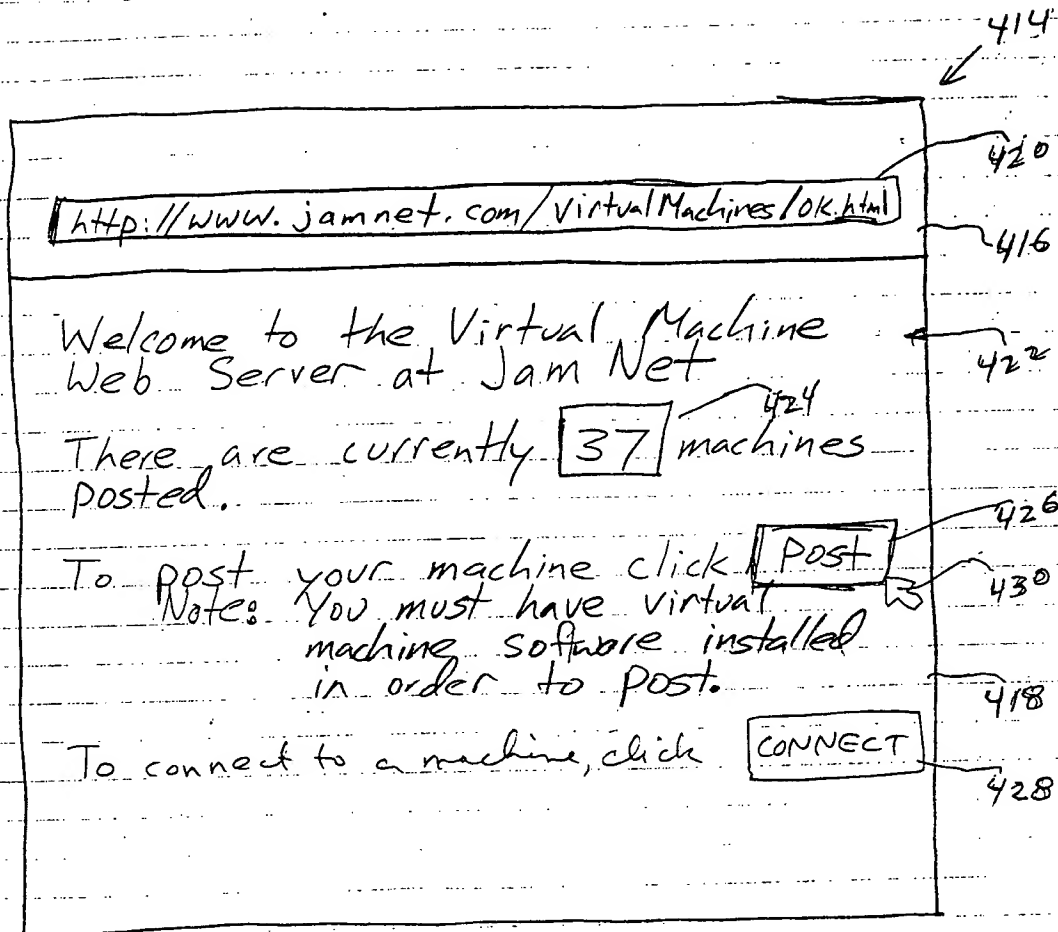 414
420
http://www.jamnet.com/VirtualMachines/OK.html
416
Welcome to the Virtual Machine
Web Server at Jam Net
422
424
There are currently 37 machines
posted.
426
To post your machine click Post
430
Note: You must have virtual
machine software installed
in order to post.
418
To connect to a machine, click CONNECT
428